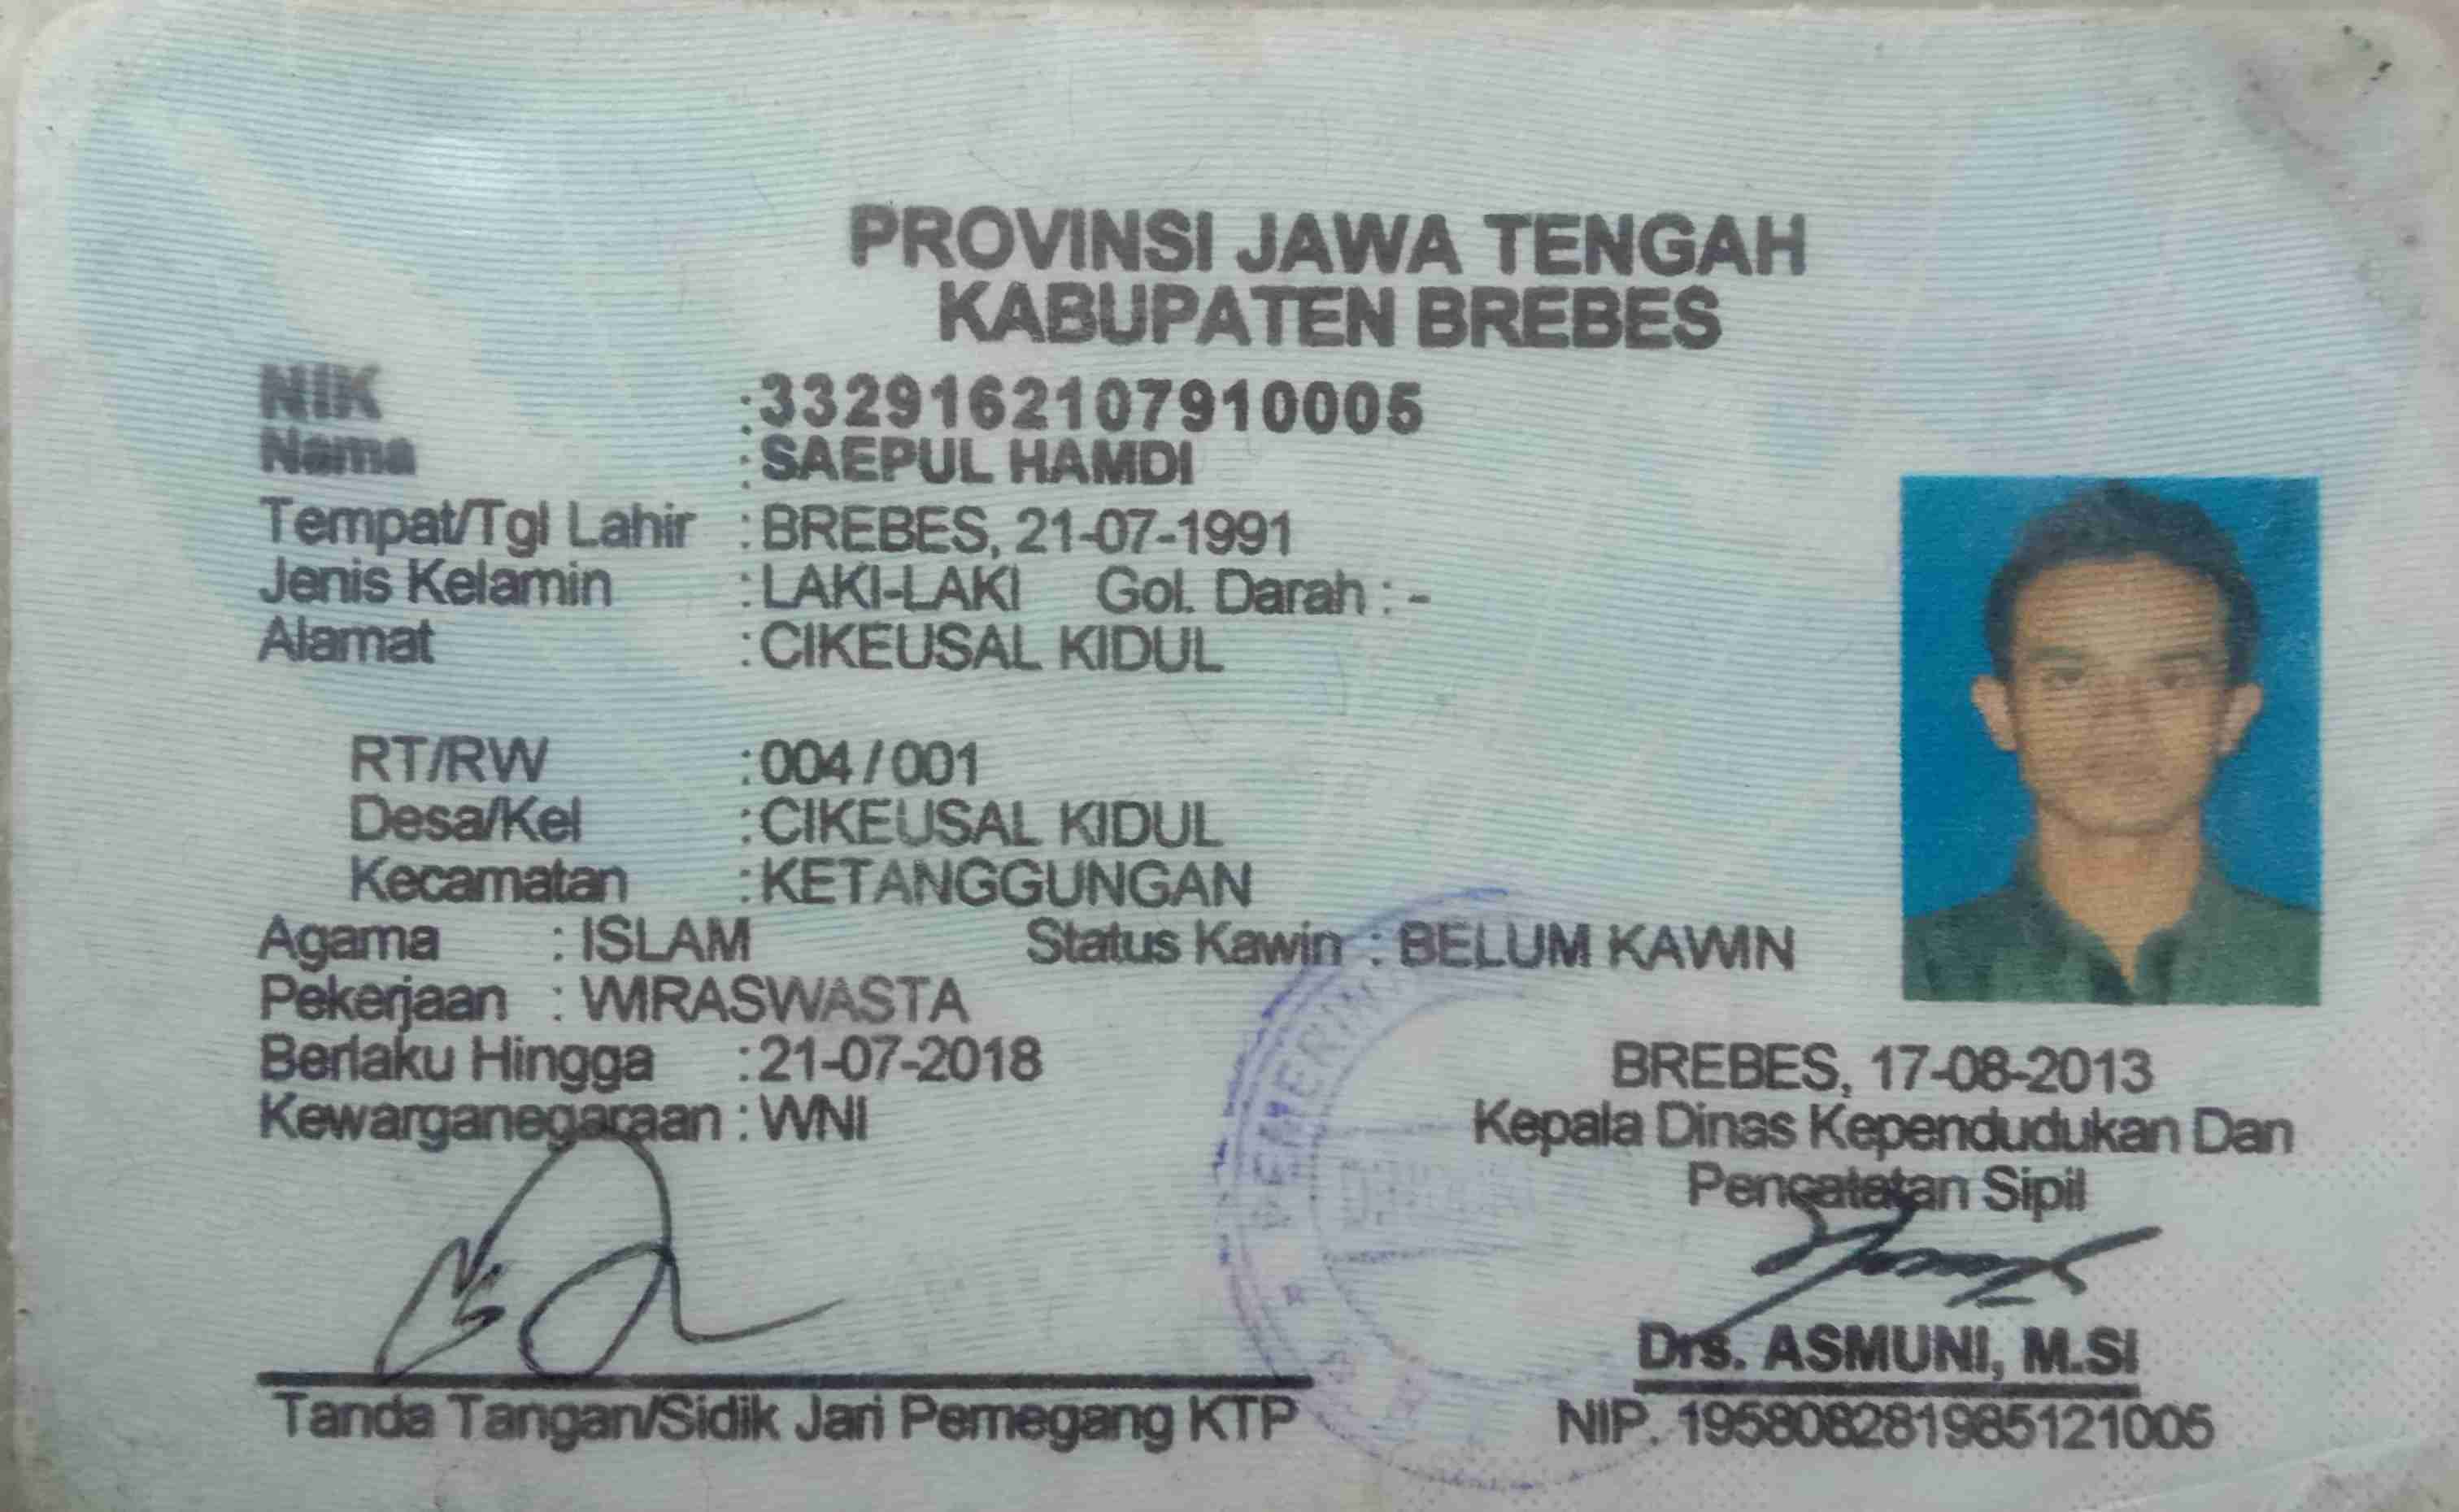 PROVINSI JAWA TENGAH
KABUPATEN BREBES
NIK :3329162107910005
Nama :SAEPUL HAMDI
Tempat/Tgl Lahir :BREBES, 21-07-1991
Jenis Kelamin :LAKI-LAKI Gol. Darah : -
Alamat :CIKEUSAL KIDUL
RT/RW :004 / 001
Desa/Kel :CIKEUSAL KIDUL
Kecamatan :KETANGGUNGAN
Agama : ISLAM Status Kawin : BELUM KAWIN
Pekerjaan : WIRASWASTA
Berlaku Hingga :21-07-2018
Kewarganegaraan : WNI
BREBES, 17-08-2013
Kepala Dinas Kependudukan Dan
Pencatatan Sipil
Drs. ASMUNI, M.SI
NIP. 195808281985121005
Tanda Tangan/Sidik Jari Pemegang KTP